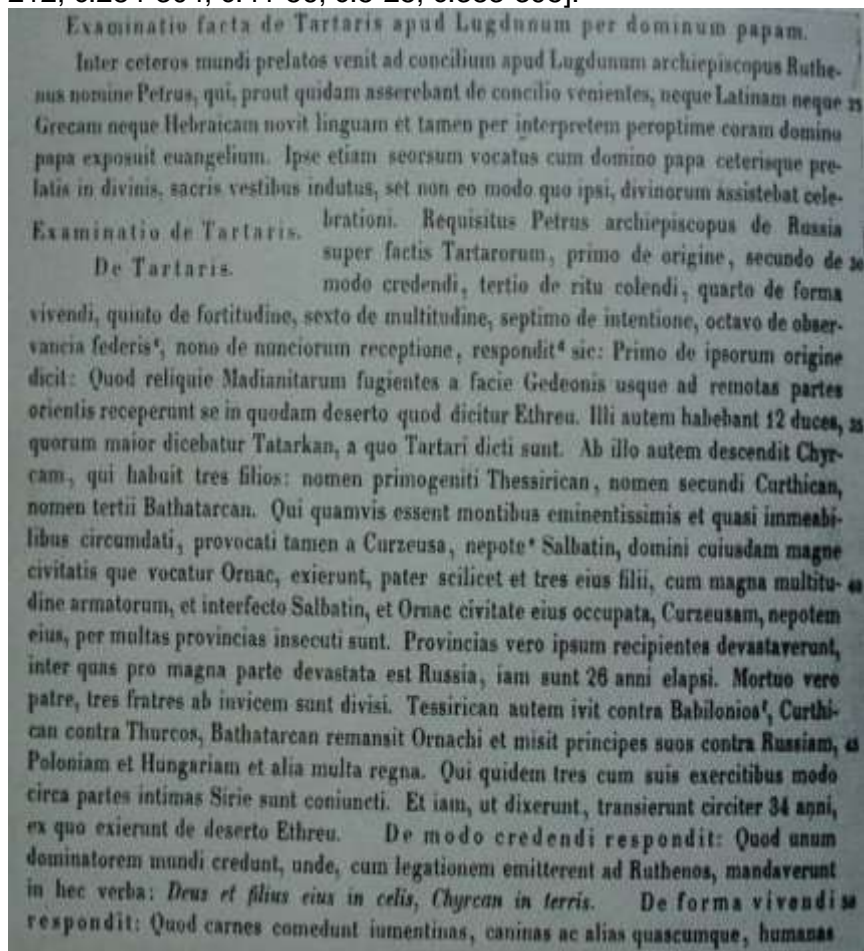 Examinatio facta de Tartaris apud Lugdunum per dominum papam.
Inter ceteros mundi prelatos venit ad concilium apud Lugdunum archiepiscopus Ruthe-
nus nomine Petrus, qui, prout quidam asserebant de concilio venientes, neque Latinam neque 25
Grecam neque Hebraicam novit linguam et tamen per interpretem peroptime coram domino
papa exposuit euangelium. Ipse etiam seorsum vocatus cum domino papa ceterisque pre-
latis in divinis, sacris vestibus indutus, set non eo modo quo ipsi, divinorum assistebat cele-
brationi. Requisitus Petrus archiepiscopus de Russia
Examinatio de Tartaris.
super factis Tartarorum, primo de origine, secundo de 30
De Tartaris.
modo credendi, tertio de ritu colendi, quarto de forma
vivendi, quinto de fortitudine, sexto de multitudine, septimo de intentione, octavo de obser-
vancia federis, nono de nunciorum receptione, respondit d sic: Primo de ipsorum origine
dicit: Quod reliquie Madianitarum fugientes a facie Gedeonis usque ad remotas partes
orientis receperunt se in quodam deserto quod dicitur Ethreu. Illi autem habebant 12 duces, 35
quorum maior dicebatur Tatarkan, a quo Tartari dicti sunt. Ab illo autem descendit Chyr-
cam, qui habuit tres filios: nomen primogeniti Thessirican, nomen secundi Curthican,
nomen tertii Bathatarcan. Qui quamvis essent montibus eminentissimis et quasi immeabi-
libus circumdati, provocati tamen a Curzeusa, nepote Salbatin, domini cuiusdam magne
civitatis que vocatur Ornac, exierunt, pater scilicet et tres eius filii, cum magna multitu- 40
dine armatorum, et interfecto Salbatin, et Ornac civitate eius occupata, Curzeusam, nepotem
eius, per multas provincias insecuti sunt. Provincias vero ipsum recipientes devastaverunt,
inter quas pro magna parte devastata est Russia, iam sunt 26 anni elapsi. Mortuo vero
patre, tres fratres ab invicem sunt divisi. Tessirican autem ivit contra Babilonios, Curthi-
can contra Thurcos, Bathatarcan remansit Ornachi et misit principes suos contra Russiam, 45
Poloniam et Hungariam et alia multa regna. Qui quidem tres cum suis exercitibus modo
circa partes intimas Sirie sunt coniuncti. Et iam, ut dixerunt, transierunt circiter 34 anni,
ex quo exierunt de deserto Ethreu. De modo credendi respondit: Quod unum
dominatorem mundi credunt, unde, cum legationem emitterent ad Ruthenos, mandaverunt
in hec verba: Deus et filius eius in celis, Chyrcan in terris. De forma vivendi 50
respondit: Quod carnes comedunt iumentinas, caninas ac alias quascumque, humanas